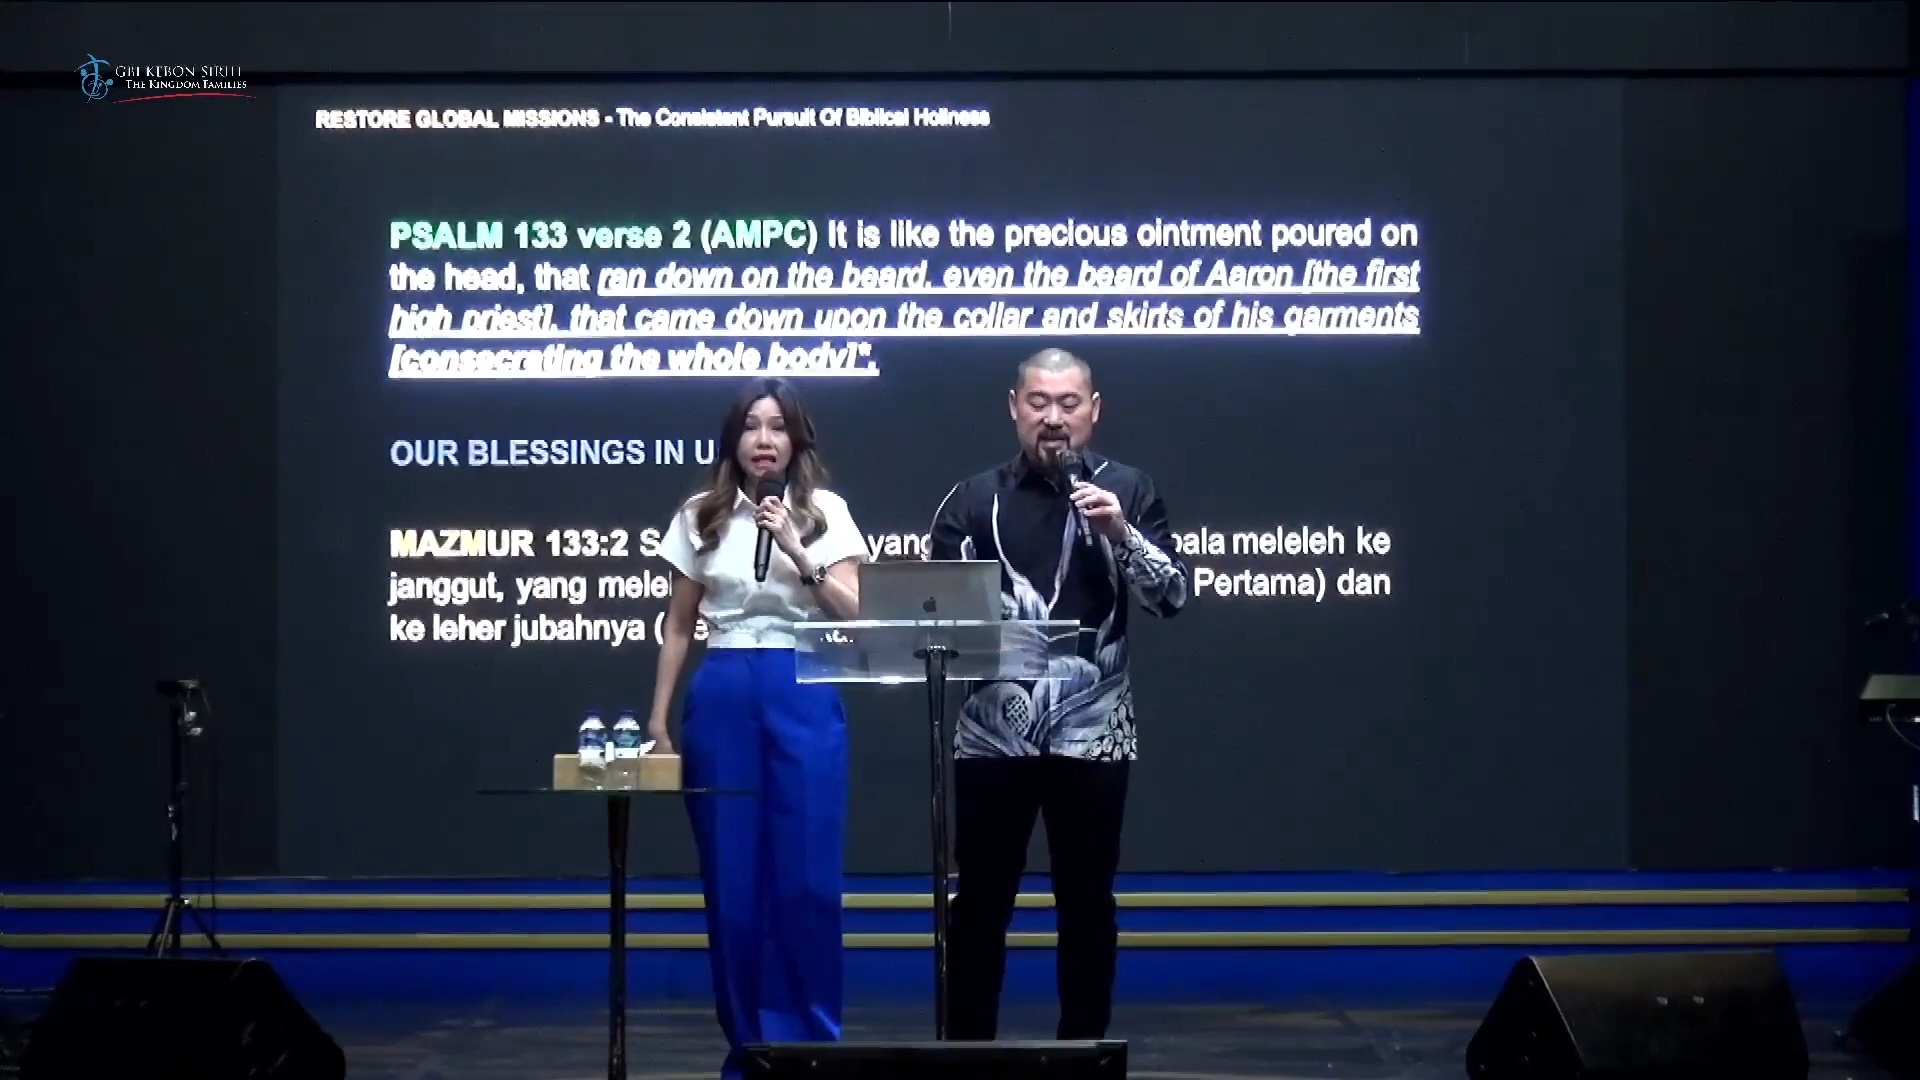 GBI KEBON SIRIH
THE KINGDOM FAMILIES
RESTORE GLOBAL MISSIONS - The Consistent Pursuit Of Biblical Holiness
PSALM 133 verse 2 (AMPC) It is like the precious ointment poured on
the head, that ran down on the beard, even the beard of Aaron [the first
high priest], that came down upon the collar and skirts of his garments
[consecrating the whole body]*.
OUR BLESSINGS IN
MAZMUR 133:2 yang meleleh ke
janggut, yang Pertama) dan
ke leher jubahnya